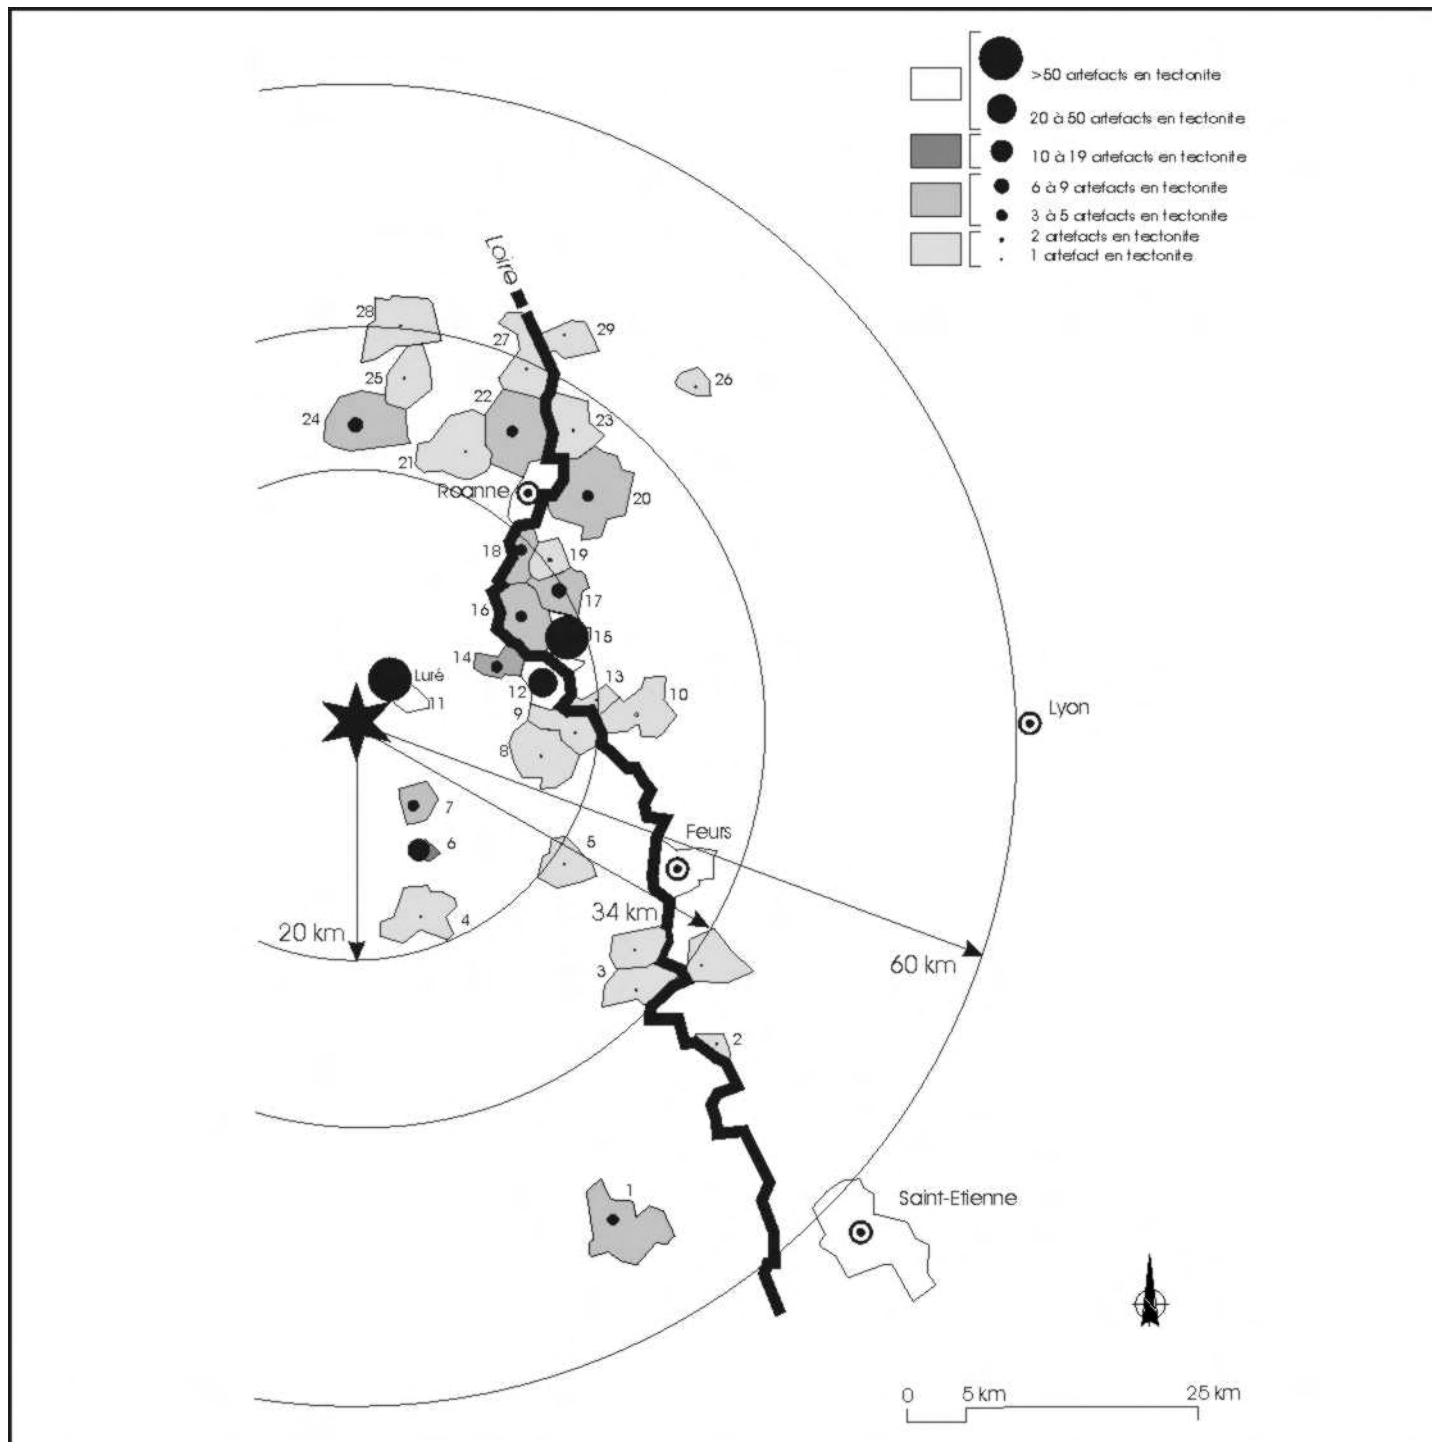 >50 artefacts en tectonite
20 à 50 artefacts en tectonite
10 à 19 artefacts en tectonite
6 à 9 artefacts en tectonite
3 à 5 artefacts en tectonite
2 artefacts en tectonite
1 artefact en tectonite
Loire
28
27
29
25
26
24
22
23
21
Roanne
20
18
19
17
16
15
14
Luré
11
12
13
10
9
8
Lyon
7
6
5
Feurs
4
20 km
34 km
3
60 km
2
1
Saint-Etienne
N
0
5 km
25 km